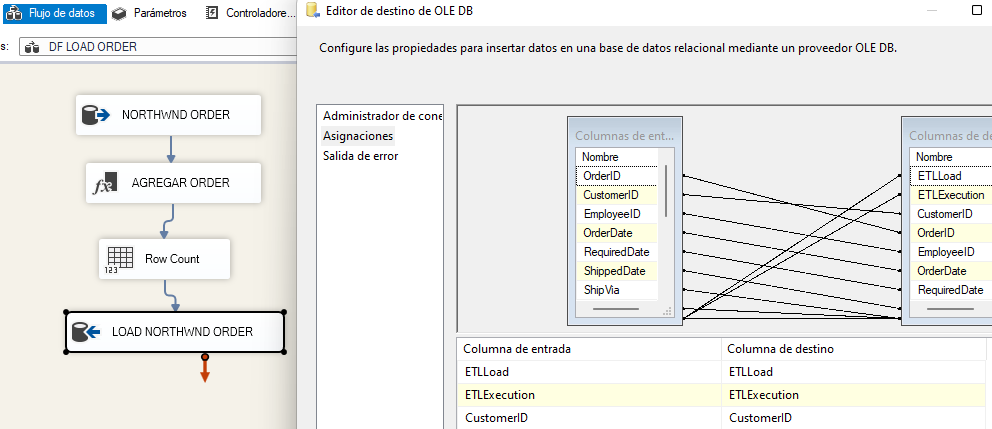 Flujo de datos
Parámetros
Controladore...
s:
DF LOAD ORDER
NORTHWND ORDER
AGREGAR ORDER
fx
Row Count
123
LOAD NORTHWND ORDER
Editor de destino de OLE DB
Configure las propiedades para insertar datos en una base de datos relacional mediante un proveedor OLE DB.
Administrador de cone
Asignaciones
Salida de error
Columnas de ent...
Nombre
OrderID
CustomerID
EmployeeID
OrderDate
RequiredDate
ShippedDate
ShipVia
Columnas de de
Nombre
ETLLoad
ETLExecution
CustomerID
OrderID
EmployeeID
OrderDate
RequiredDate
Columna de entrada
Columna de destino
ETLLoad
ETLLoad
ETLExecution
ETLExecution
CustomerID
CustomerID